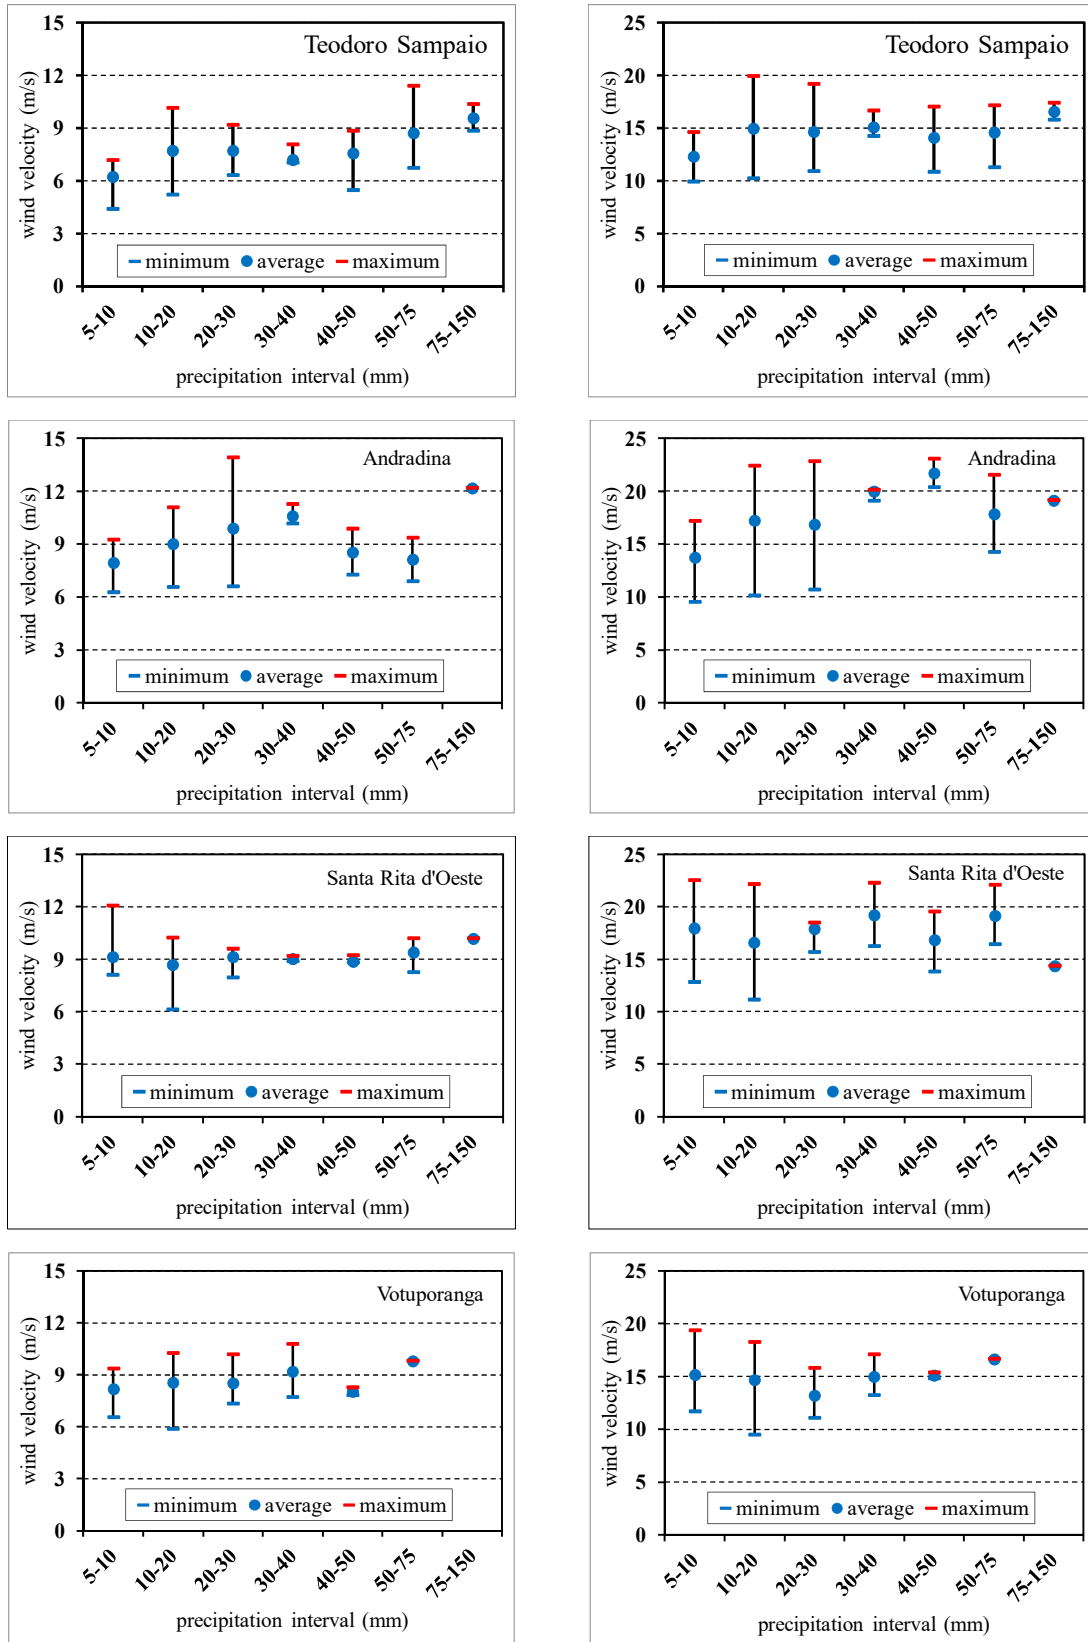 Teodoro Sampaio
wind velocity (m/s)
15
12
9
6
3
0
minimum average maximum
5-10 10-20 20-30 30-40 40-50 50-75 75-150
precipitation interval (mm)
Teodoro Sampaio
wind velocity (m/s)
25
20
15
10
5
0
minimum average maximum
5-10 10-20 20-30 30-40 40-50 50-75 75-150
precipitation interval (mm)
Andradina
wind velocity (m/s)
15
12
9
6
3
0
minimum average maximum
5-10 10-20 20-30 30-40 40-50 50-75 75-150
precipitation interval (mm)
Andradina
wind velocity (m/s)
25
20
15
10
5
0
minimum average maximum
5-10 10-20 20-30 30-40 40-50 50-75 75-150
precipitation interval (mm)
Santa Rita d'Oeste
wind velocity (m/s)
15
12
9
6
3
0
minimum average maximum
5-10 10-20 20-30 30-40 40-50 50-75 75-150
precipitation interval (mm)
Santa Rita d'Oeste
wind velocity (m/s)
25
20
15
10
5
0
minimum average maximum
5-10 10-20 20-30 30-40 40-50 50-75 75-150
precipitation interval (mm)
Votuporanga
wind velocity (m/s)
15
12
9
6
3
0
minimum average maximum
5-10 10-20 20-30 30-40 40-50 50-75 75-150
precipitation interval (mm)
Votuporanga
wind velocity (m/s)
25
20
15
10
5
0
minimum average maximum
5-10 10-20 20-30 30-40 40-50 50-75 75-150
precipitation interval (mm)